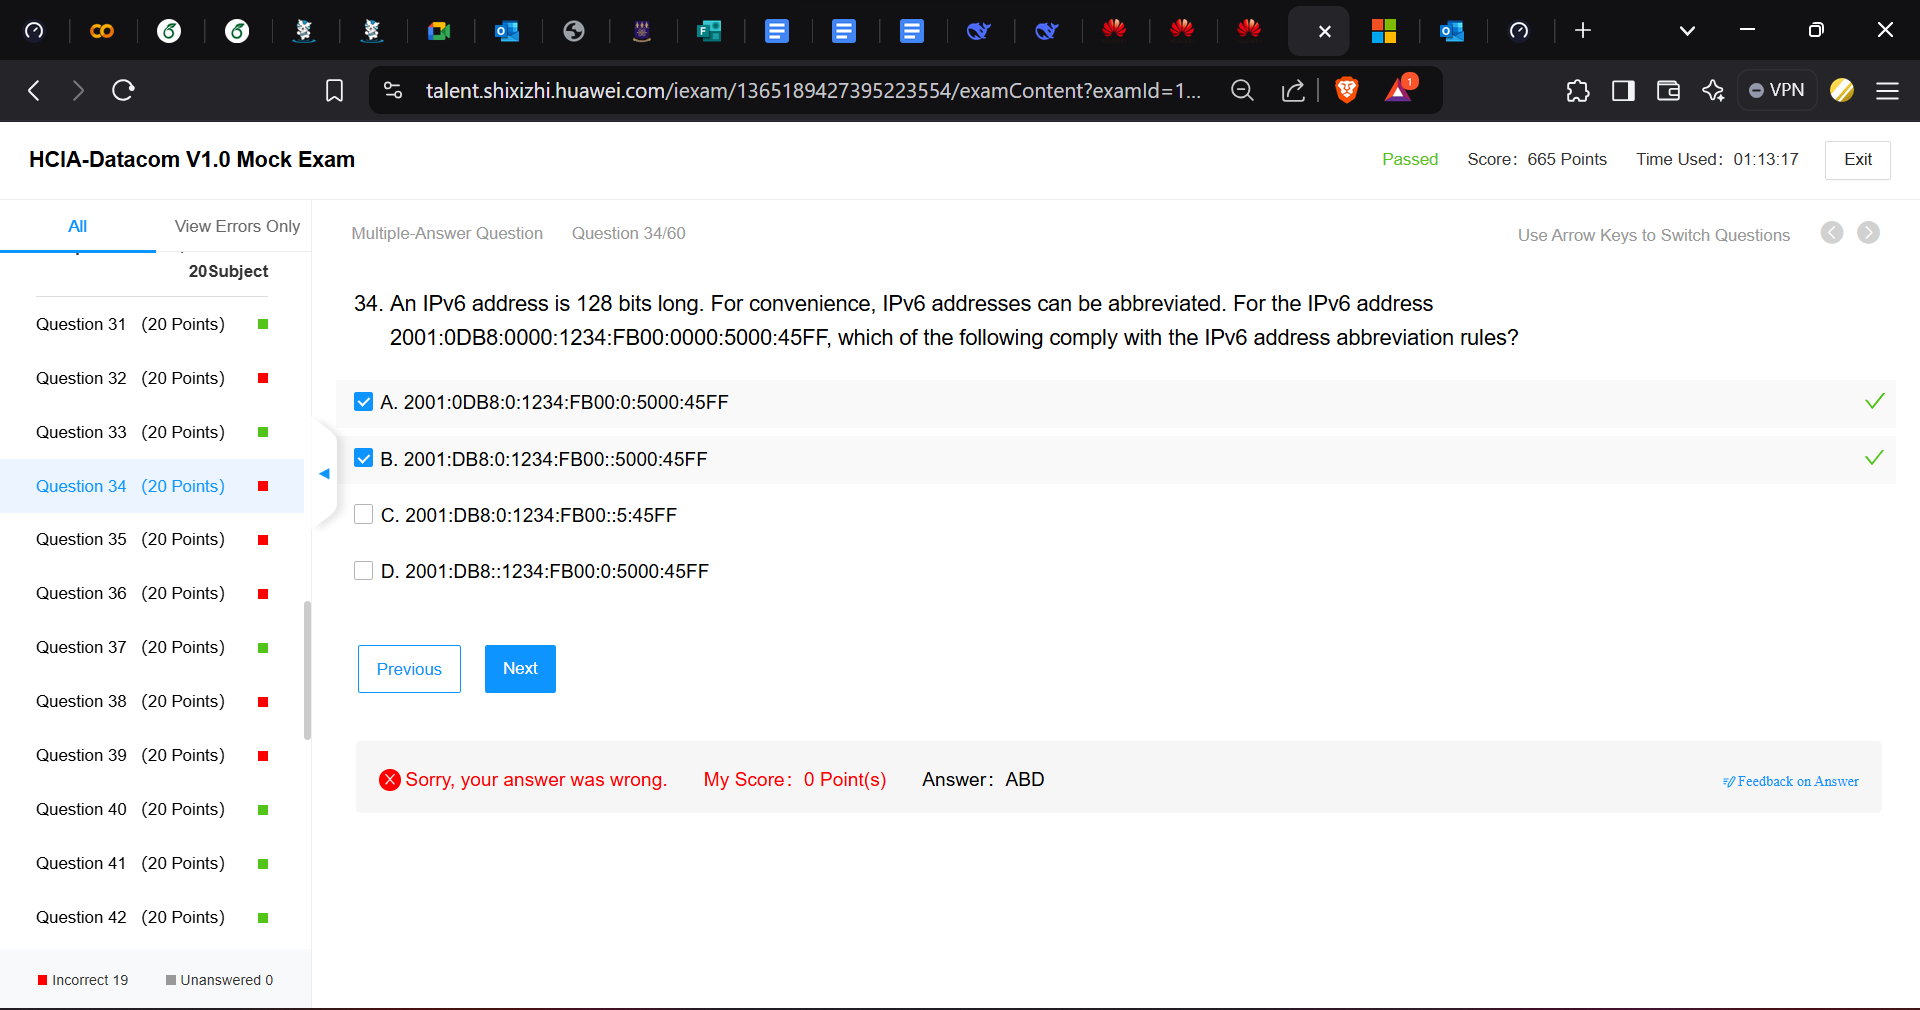 talent.shixizhi.huawei.com/iexam/1365189427395223554/examContent?examId=1...
1
VPN
HCIA-Datacom V1.0 Mock Exam
Passed
Score: 665 Points
Time Used: 01:13:17
Exit
All
View Errors Only
20Subject
Question 31 (20 Points)
Question 32 (20 Points)
Question 33 (20 Points)
Question 34 (20 Points)
Question 35 (20 Points)
Question 36 (20 Points)
Question 37 (20 Points)
Question 38 (20 Points)
Question 39 (20 Points)
Question 40 (20 Points)
Question 41 (20 Points)
Question 42 (20 Points)
Incorrect 19
Unanswered 0
Multiple-Answer Question
Question 34/60
Use Arrow Keys to Switch Questions
34. An IPv6 address is 128 bits long. For convenience, IPv6 addresses can be abbreviated. For the IPv6 address
2001:0DB8:0000:1234:FB00:0000:5000:45FF, which of the following comply with the IPv6 address abbreviation rules?
A. 2001:0DB8:0:1234:FB00:0:5000:45FF
B. 2001:DB8:0:1234:FB00::5000:45FF
C. 2001:DB8:0:1234:FB00::5:45FF
D. 2001:DB8::1234:FB00:0:5000:45FF
Previous
Next
Sorry, your answer was wrong.
My Score: 0 Point(s)
Answer: ABD
Feedback on Answer